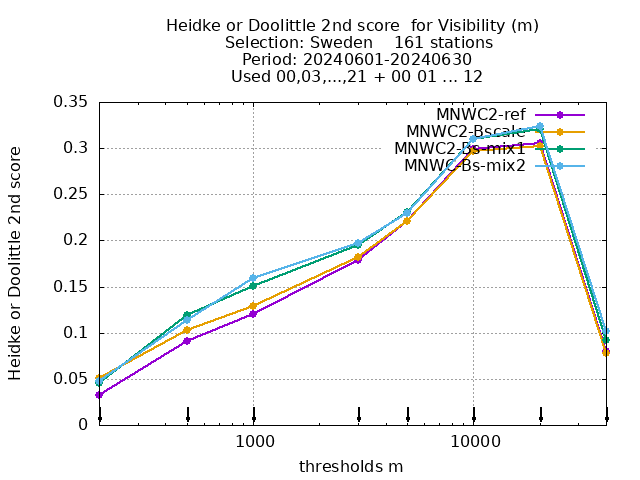 Heidke or Doolittle 2nd score  for Visibility (m)
Selection: Sweden    161 stations
Period: 20240601-20240630
Used 00,03,...,21 + 00 01 ... 12
Heidke or Doolittle 2nd score
0.35
0.3
0.25
0.2
0.15
0.1
0.05
0
MNWC2-ref
MNWC2-Bscale
MNWC2-Bs-mix1
MNWC-Bs-mix2
1000
10000
thresholds m